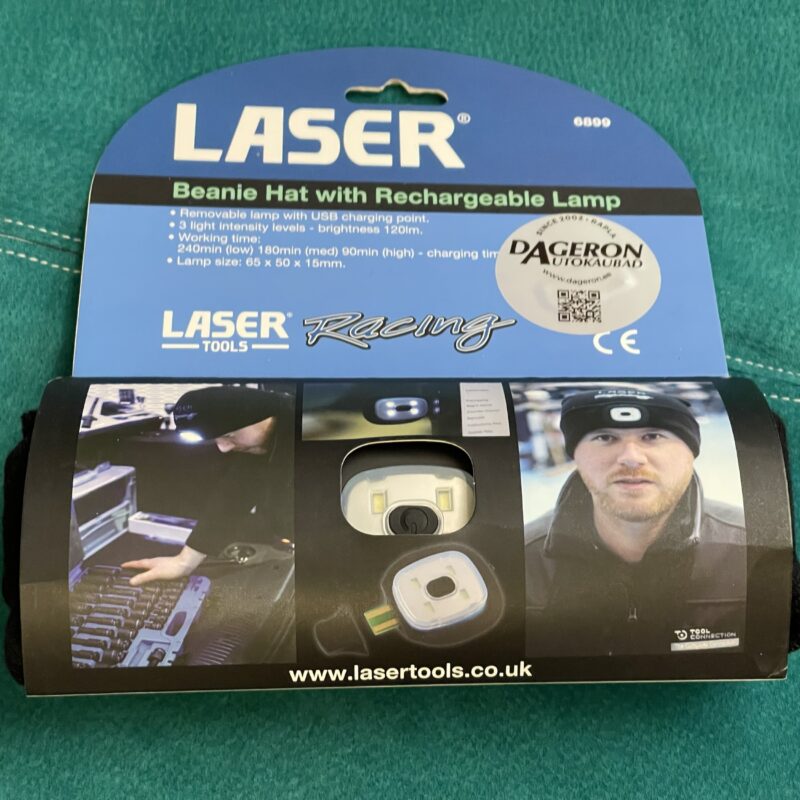 LASER®
6899
Beanie Hat with Rechargeable Lamp
• Removable lamp with USB charging point.
• 3 light intensity levels - brightness 120lm.
• Working time:
240min (low) 180min (med) 90min (high) - charging tim
• Lamp size: 65 x 50 x 15mm.
SINCE 2002 • RAPLA
DAGERON
AUTOKAUBAD
www.dageron.ee
LASER®
TOOLS
Racing
CE
LASER
TOOL
CONNECTION
www.lasertools.co.uk